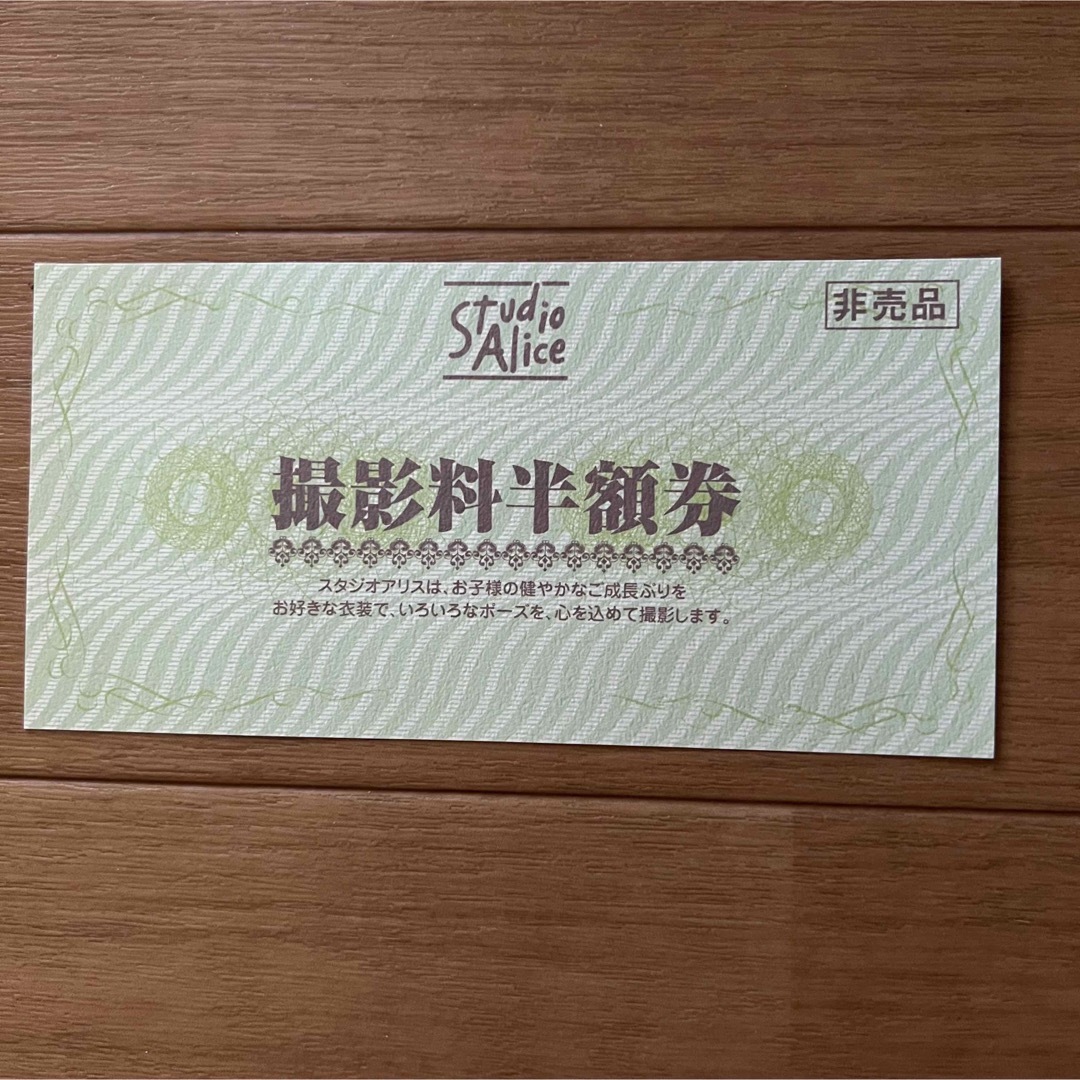 Studio
Alice
非売品
撮影料半額券
スタジオアリスは、お子様の健やかなご成長ぶりを
お好きな衣装で、いろいろなポーズを、心を込めて撮影します。